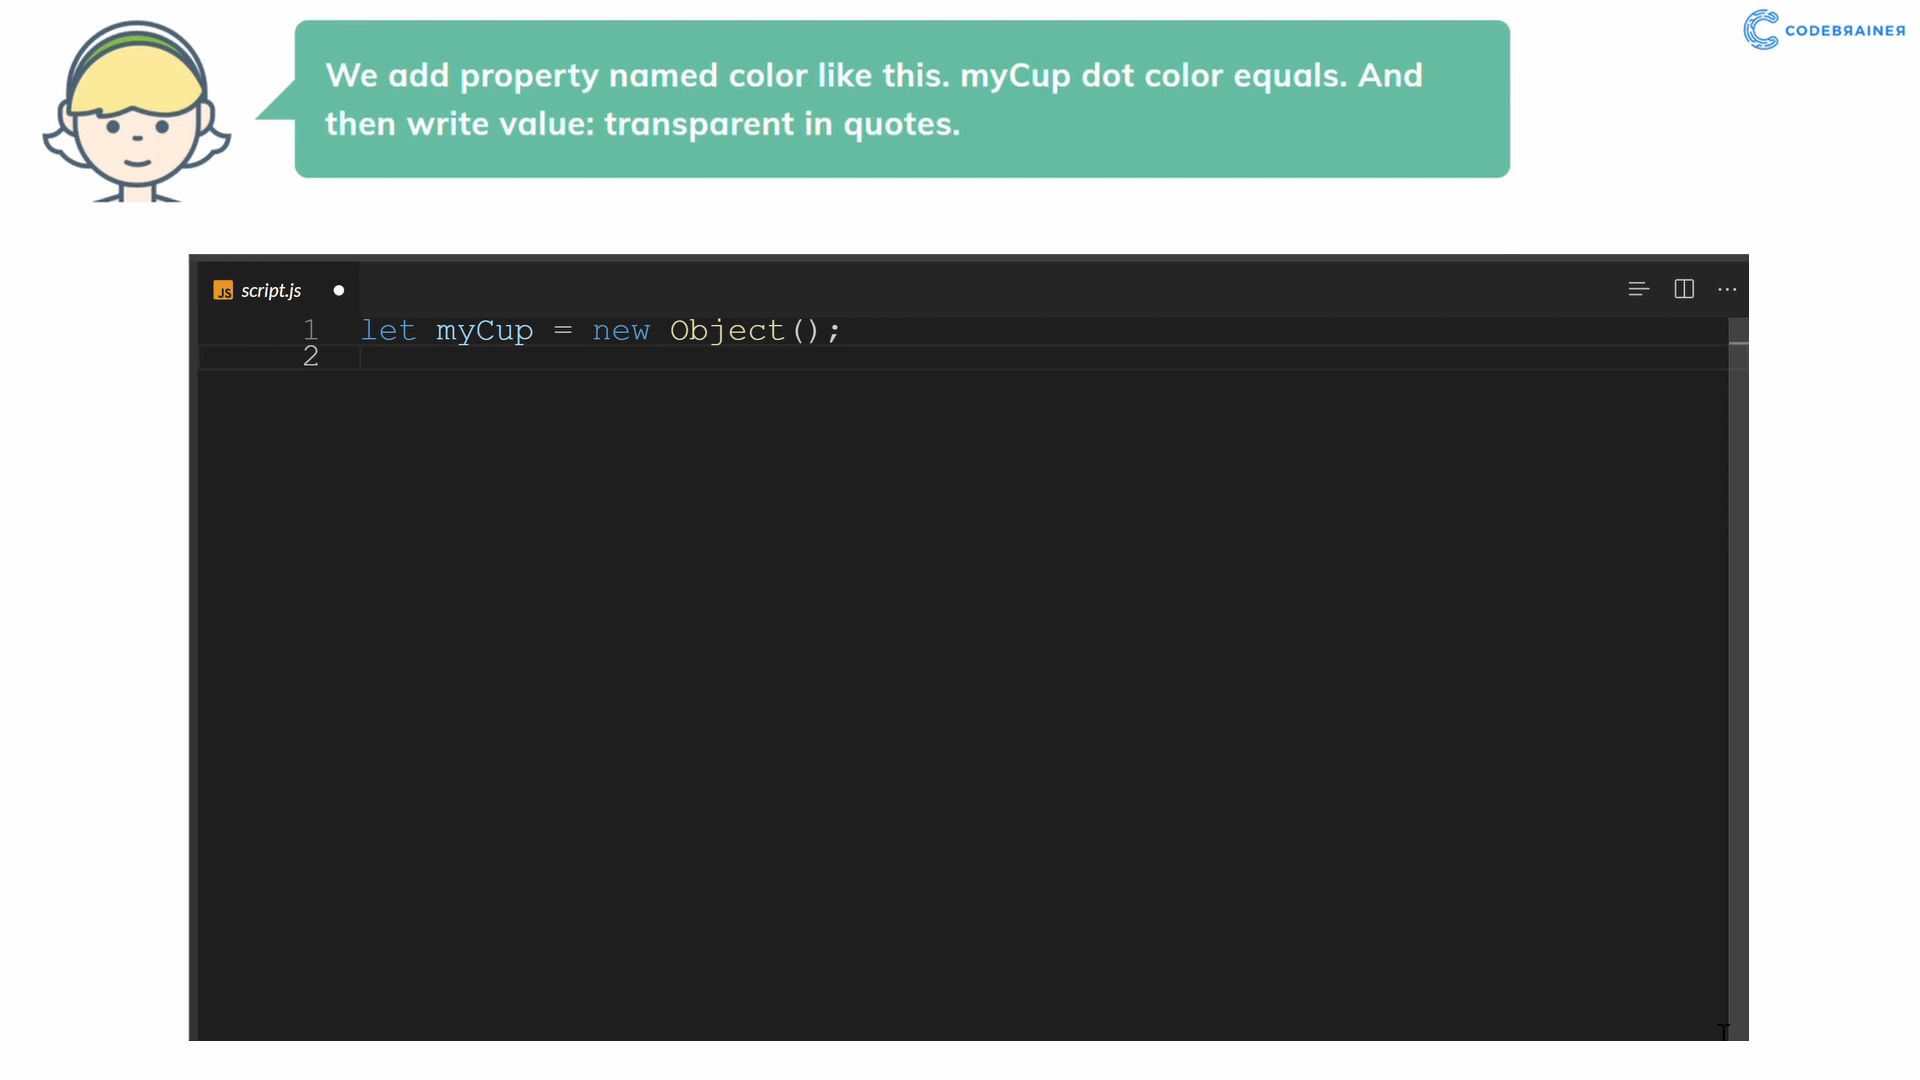 We add property named color like this. myCup dot color equals. And
then write value: transparent in quotes.
CODEBRAINER
JS script.js
1 let myCup = new Object();
2